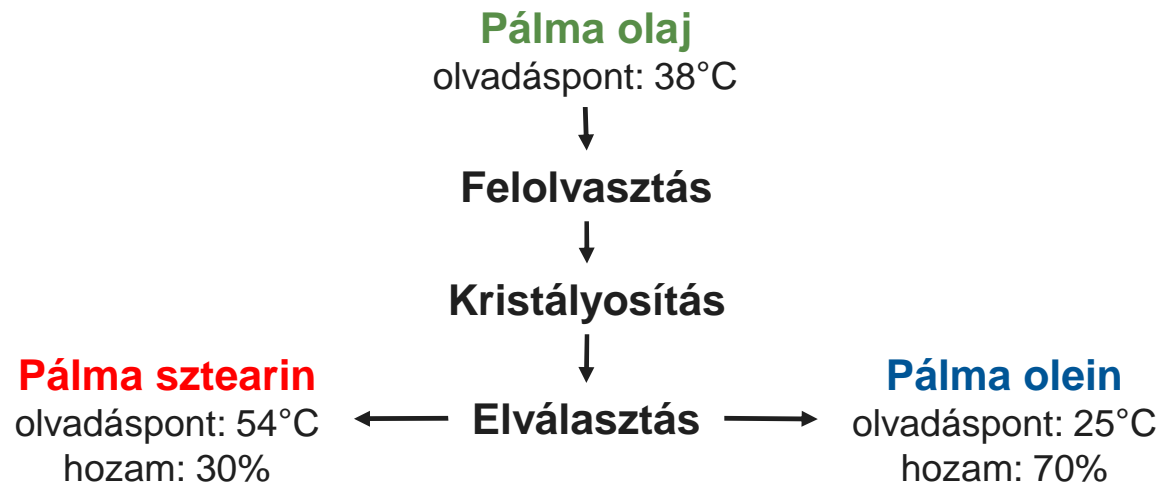 Pálma olaj
olvadáspont: 38°C
Felolvasztás
Kristályosítás
Pálma sztearin
olvadáspont: 54°C
hozam: 30%
Elválasztás
Pálma olein
olvadáspont: 25°C
hozam: 70%